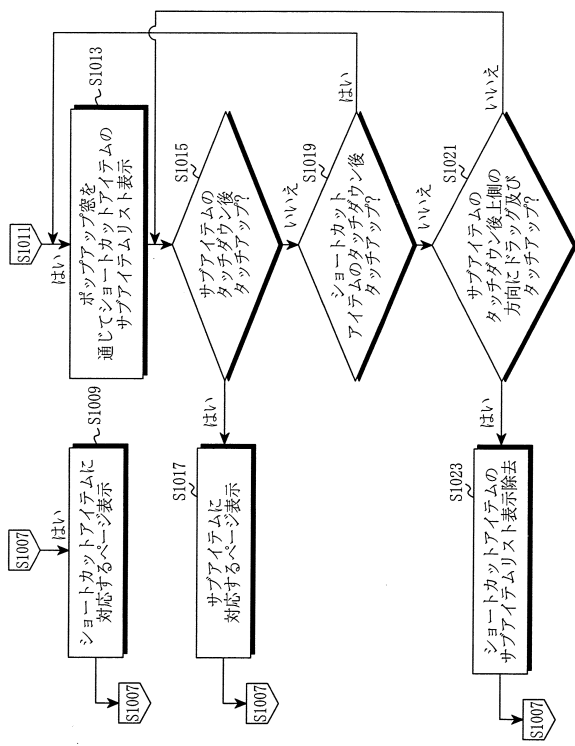 S1007
はい
S1009
ショートカットアイテムに
対応するページ表示
S1007
S1011
はい
S1013
ポップアップ窓を
通じてショートカットアイテムの
サブアイテムリスト表示
S1015
サブアイテムの
タッチダウン後
タッチアップ?
はい
S1017
サブアイテムに
対応するページ表示
S1007
いいえ
S1019
ショートカット
アイテムのタッチダウン後
タッチアップ?
はい
いいえ
S1021
サブアイテムの
タッチダウン後上側の
方向にドラッグ及び
タッチアップ?
いいえ
はい
S1023
ショートカットアイテムの
サブアイテムリスト表示除去
S1007